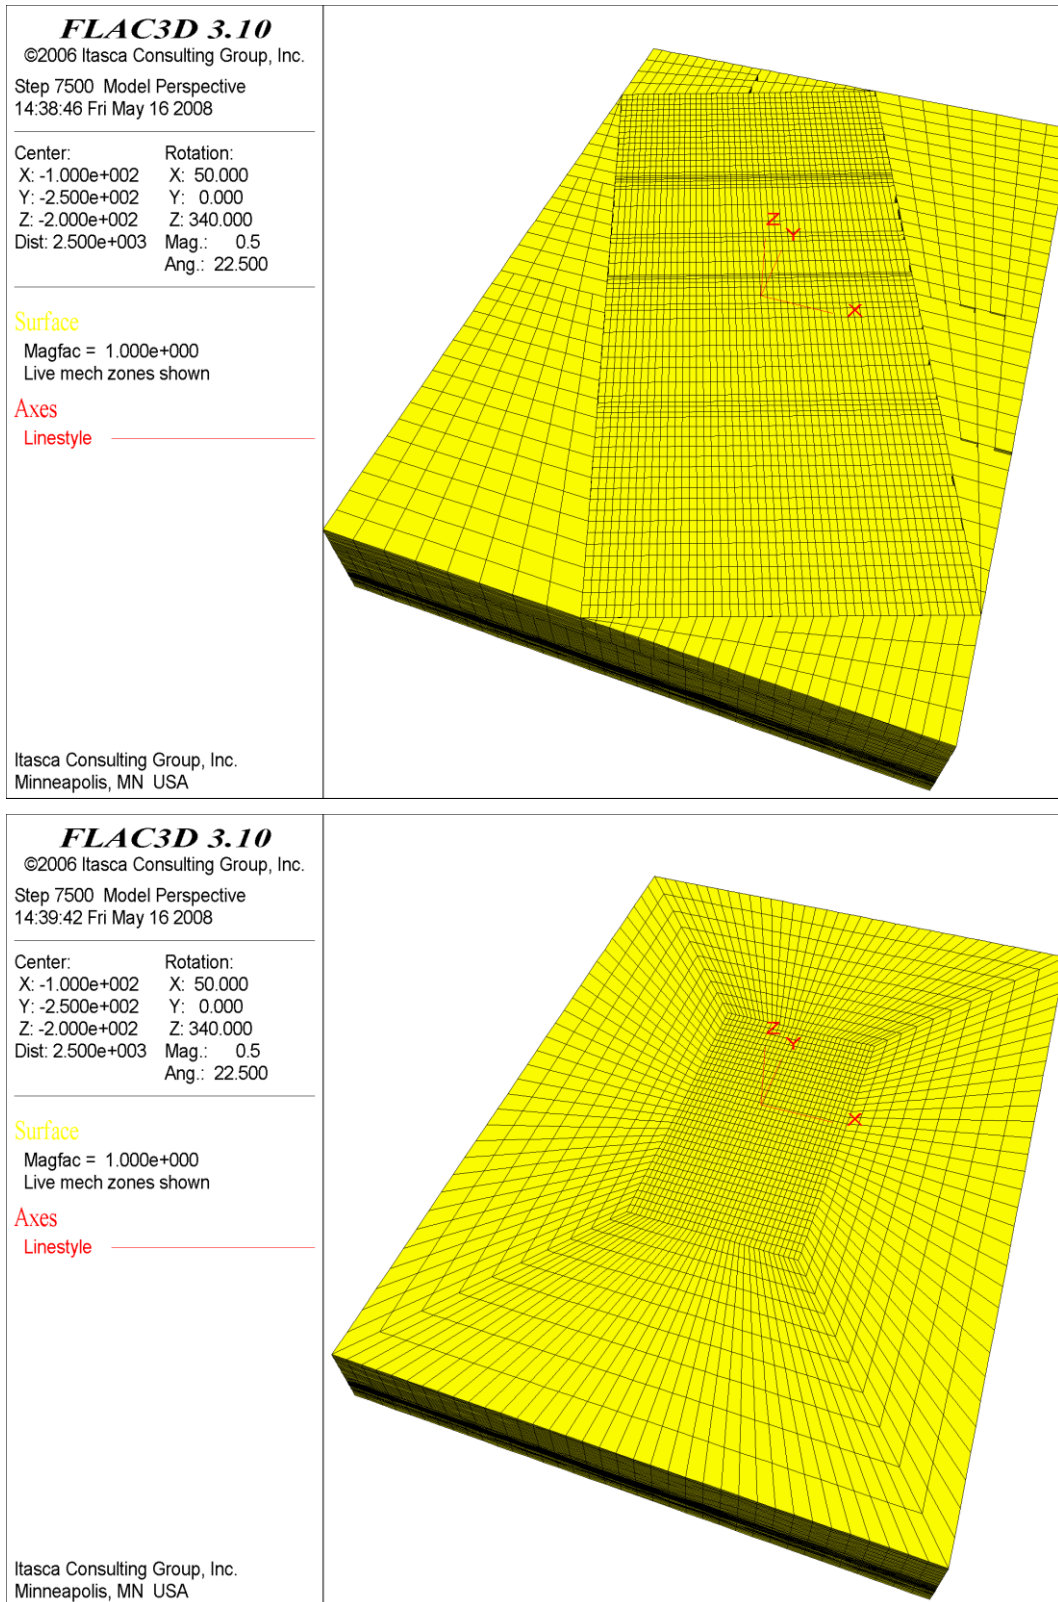 FLAC3D 3.10
©2006 Itasca Consulting Group, Inc.
Step 7500 Model Perspective
14:38:46 Fri May 16 2008
Center: Rotation:
X: -1.000e+002 X: 50.000
Y: -2.500e+002 Y: 0.000
Z: -2.000e+002 Z: 340.000
Dist: 2.500e+003 Mag.: 0.5
Ang.: 22.500
Surface
Magfac = 1.000e+000
Live mech zones shown
Axes
Linestyle
Z
Y
X
Itasca Consulting Group, Inc.
Minneapolis, MN USA
FLAC3D 3.10
©2006 Itasca Consulting Group, Inc.
Step 7500 Model Perspective
14:39:42 Fri May 16 2008
Center: Rotation:
X: -1.000e+002 X: 50.000
Y: -2.500e+002 Y: 0.000
Z: -2.000e+002 Z: 340.000
Dist: 2.500e+003 Mag.: 0.5
Ang.: 22.500
Surface
Magfac = 1.000e+000
Live mech zones shown
Axes
Linestyle
Z
Y
X
Itasca Consulting Group, Inc.
Minneapolis, MN USA